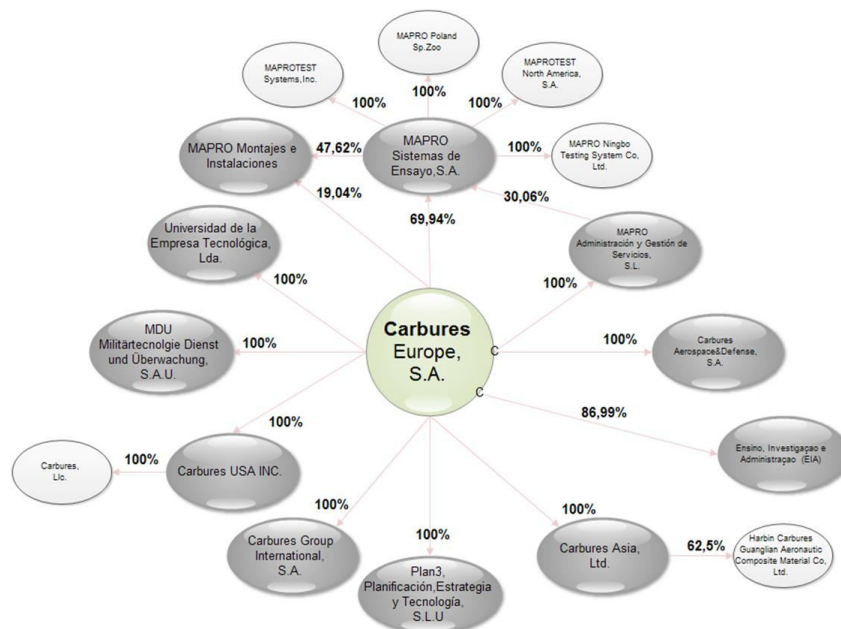 MAPRO Poland
Sp.Zoo
MAPROTEST
Systems,Inc.
MAPROTEST
North America,
S.A.
100%
100%
100%
MAPRO Montajes e
Instalaciones
47,62%
MAPRO
Sistemas de
Ensayo,S.A.
100%
MAPRO Ningbo
Testing System Co,
Ltd.
19,04%
69,94%
30,06%
Universidad de la
Empresa Tecnológica,
Lda.
100%
MAPRO
Administración y Gestión de
Servicios,
S.L.
100%
MDU
Militärtecnolgie Dienst
und Überwachung,
S.A.U.
100%
Carbures
Europe,
S.A.
C
C
100%
Carbures
Aerospace&Defense,
S.A.
86,99%
Ensino, Investigaçao e
Administraçao (EIA)
100%
Carbures,
Llc.
100%
Carbures USA INC.
100%
Carbures Group
International,
S.A.
100%
Plan3,
Planificación,Estrategia
y Tecnología,
S.L.U
100%
Carbures Asia,
Ltd.
62,5%
Harbin Carbures
Guanglian Aeronautic
Composite Material Co,
Ltd.